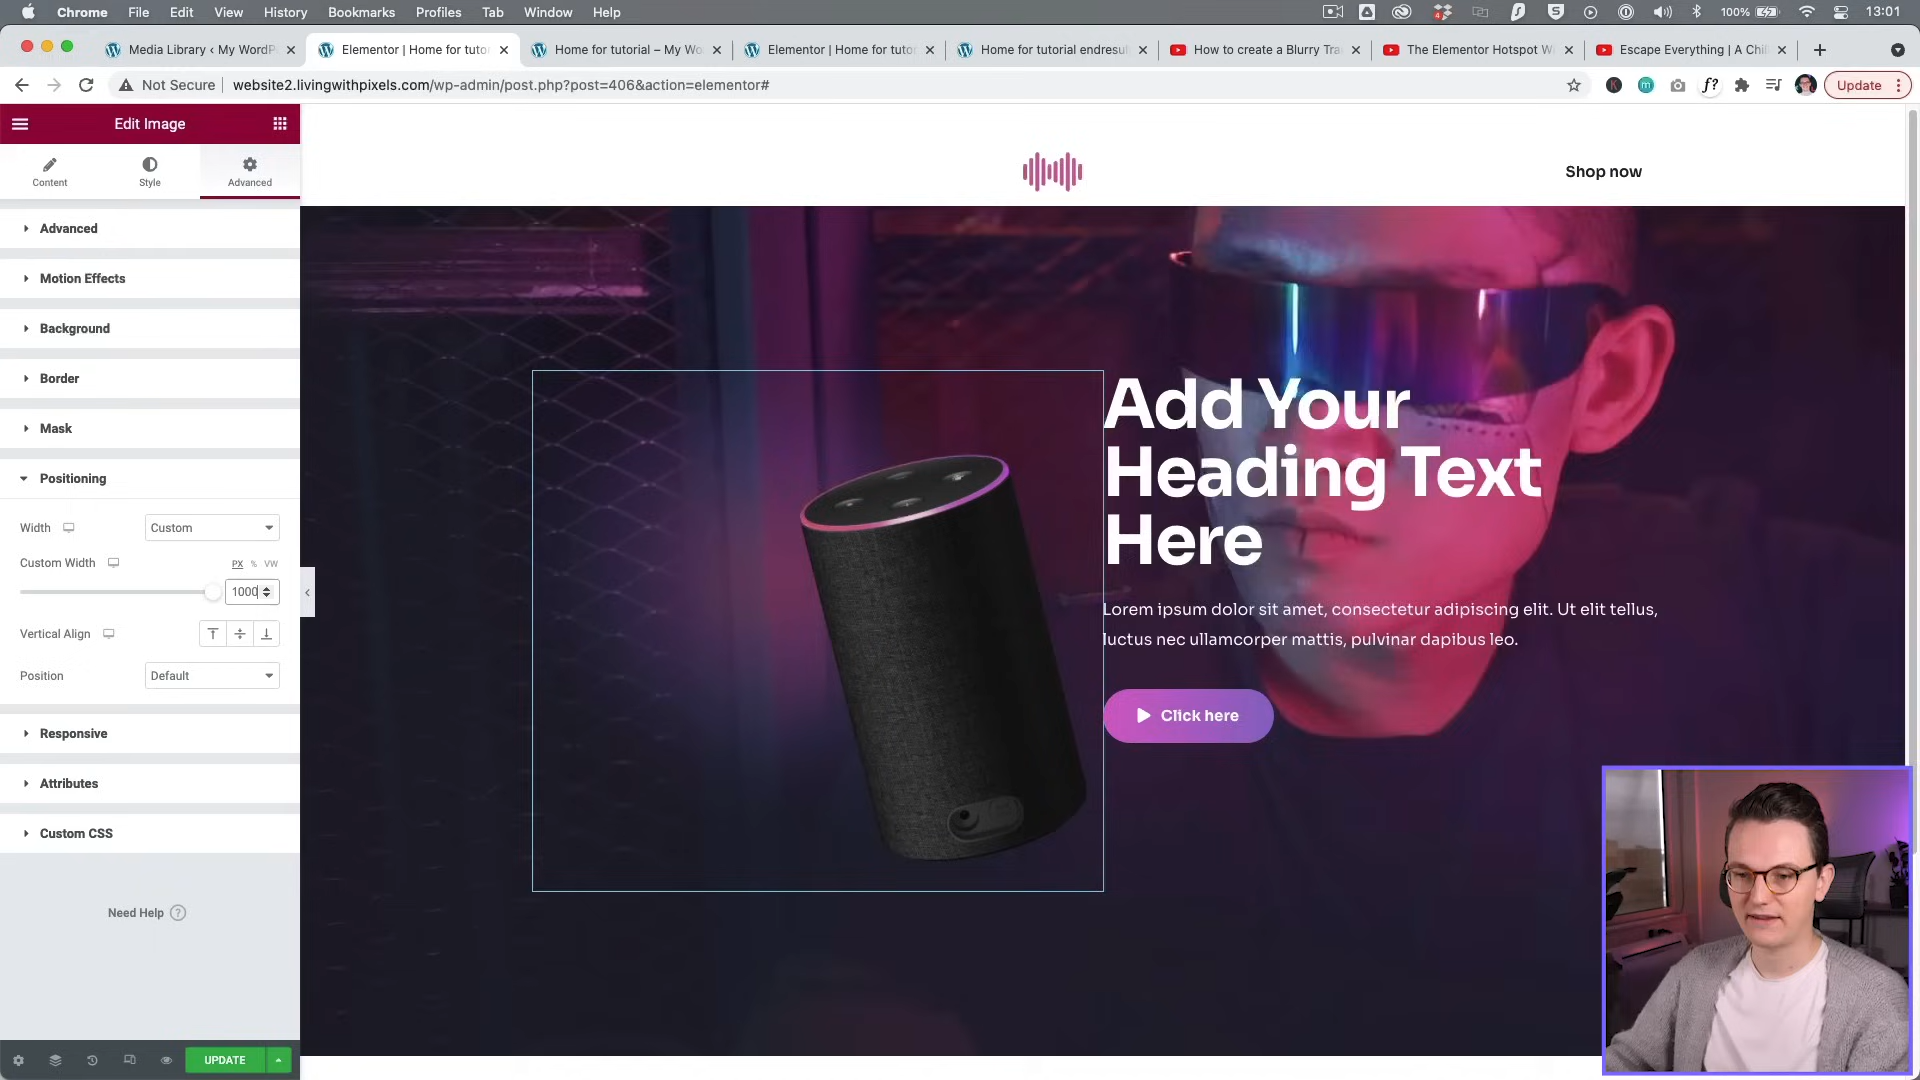 Chrome File Edit View History Bookmarks Profiles Tab Window Help
4 100% 13:01
Media Library ‹ My WordP
Elementor | Home for tuto
Home for tutorial – My Wo
Elementor | Home for tuto
Home for tutorial endresul
How to create a Blurry Tra
The Elementor Hotspot Wi
Escape Everything | A Chil
Not Secure website2.livingwithpixels.com/wp-admin/post.php?post=406&action=elementor#
f?
Update
Edit Image
Content Style Advanced
Advanced
Motion Effects
Background
Border
Mask
Positioning
Width Custom
Custom Width PX % VW
1000
Vertical Align
Position Default
Responsive
Attributes
Custom CSS
Need Help ?
UPDATE
Shop now
Add Your
Heading Text
Here
Lorem ipsum dolor sit amet, consectetur adipiscing elit. Ut elit tellus,
luctus nec ullamcorper mattis, pulvinar dapibus leo.
Click here